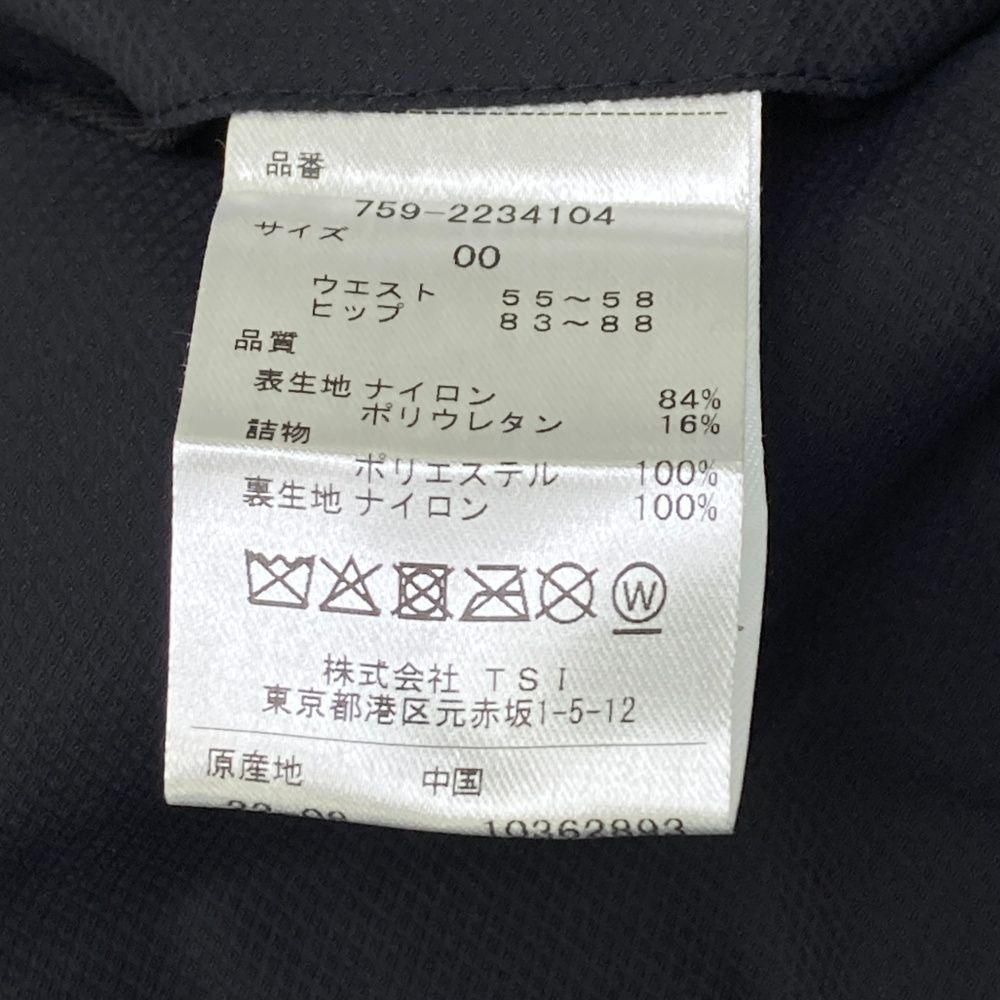 品番
759-2234104
サイズ
00
ウエスト 55~58
ヒップ 83~88
品質
表生地 ナイロン 84%
ポリウレタン 16%
詰物
ポリエステル 100%
裏生地 ナイロン 100%
W
株式会社 TSI
東京都港区元赤坂1-5-12
原産地 中国
10362893